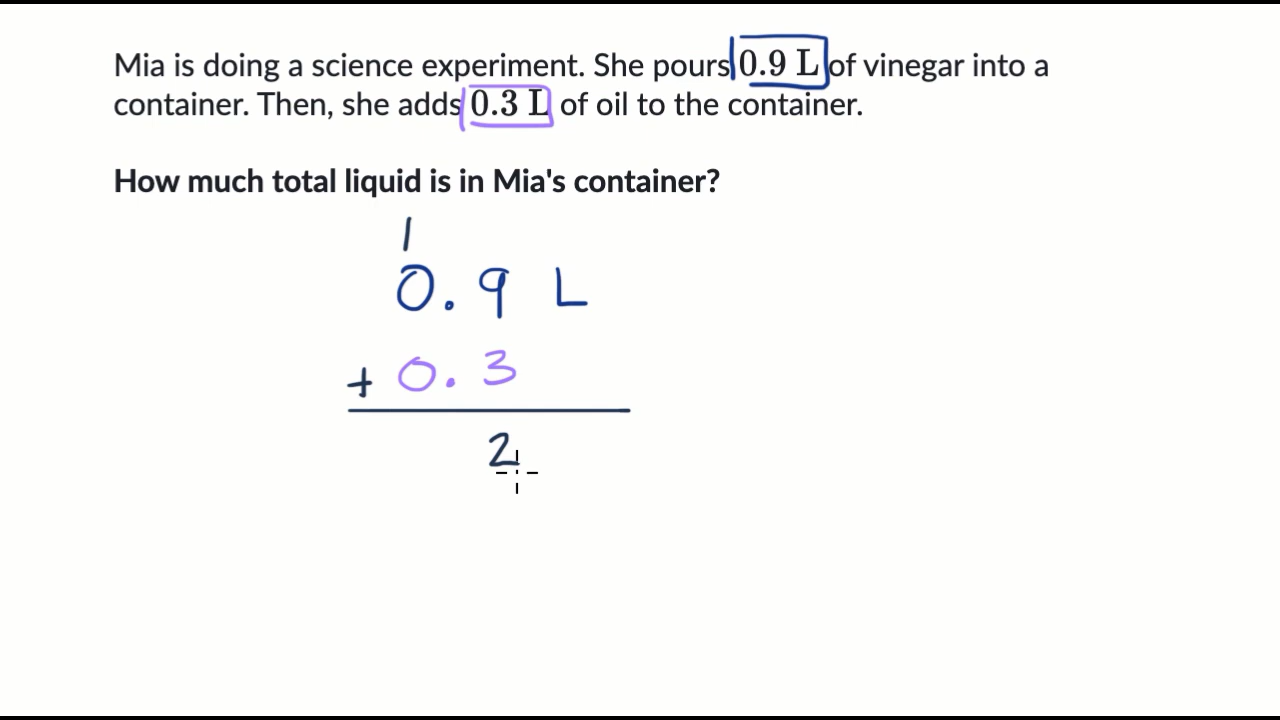 Mia is doing a science experiment. She pours 0.9 L of vinegar into a
container. Then, she adds 0.3 L of oil to the container.
How much total liquid is in Mia's container?
1
0.9 L
+ 0.3
2